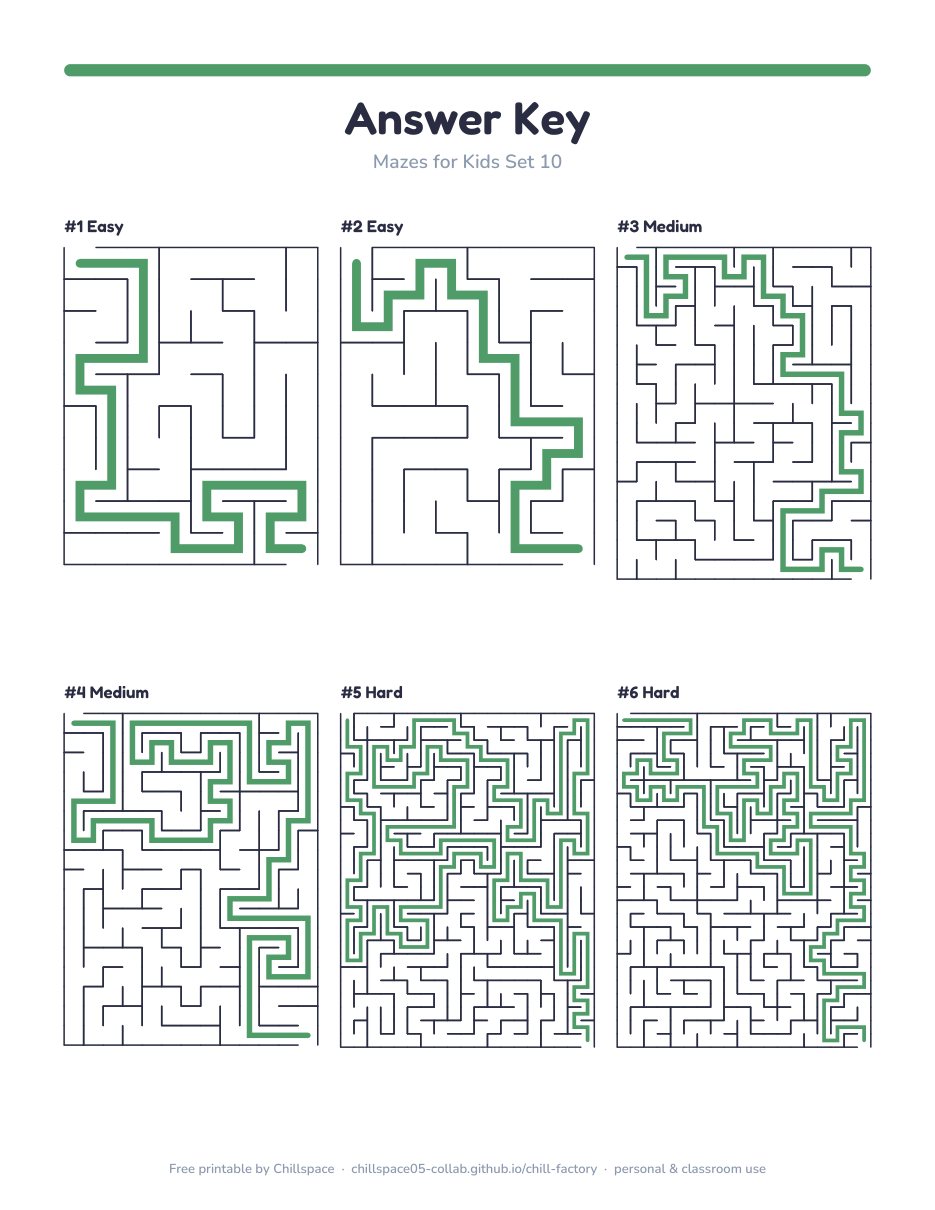 Answer Key
Mazes for Kids Set 10
#1 Easy
#2 Easy
#3 Medium
#4 Medium
#5 Hard
#6 Hard
Free printable by Chillspace · chillspace05-collab.github.io/chill-factory · personal & classroom use